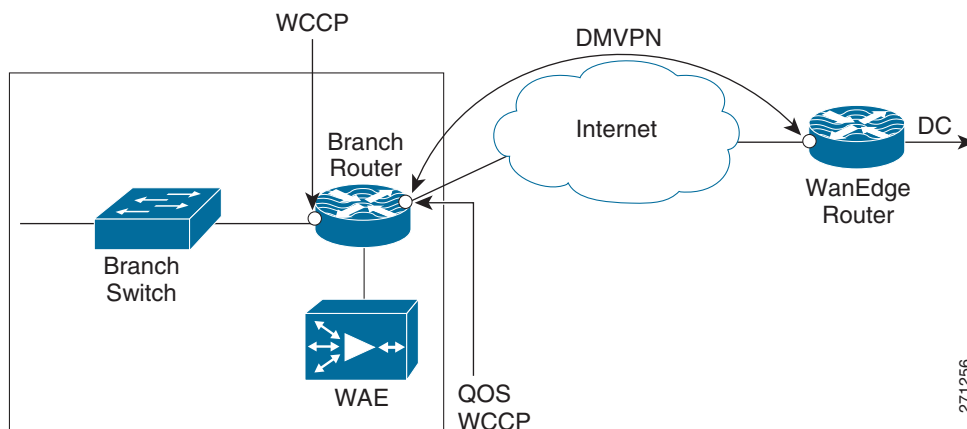 WCCP
DMVPN
Internet
Branch
Router
DC
WanEdge
Router
Branch
Switch
WAE
QOS
WCCP
271256